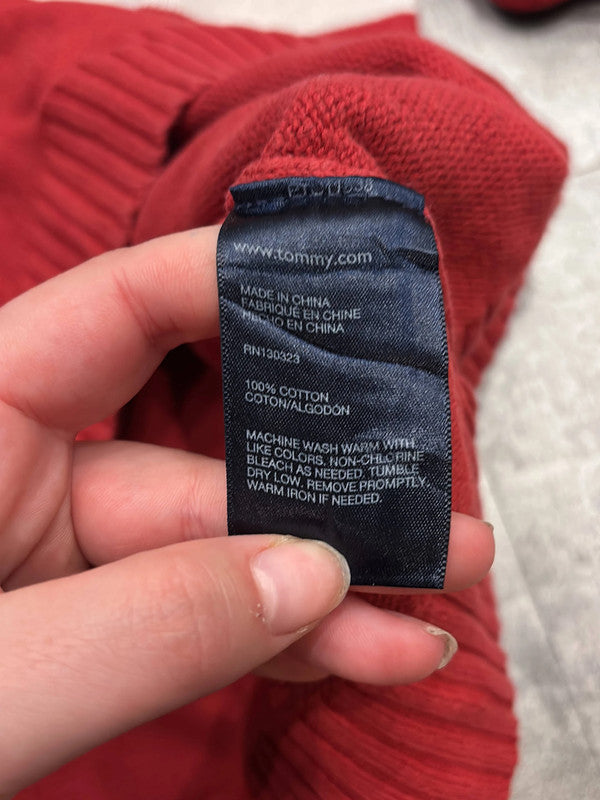 www.tommy.com
MADE IN CHINA
FABRIQUÉ EN CHINE
HECHO EN CHINA
RN130323
100% COTTON
COTON/ALGODÓN
MACHINE WASH WARM WITH
LIKE COLORS. NON-CHLORINE
BLEACH AS NEEDED. TUMBLE
DRY LOW. REMOVE PROMPTLY.
WARM IRON IF NEEDED.